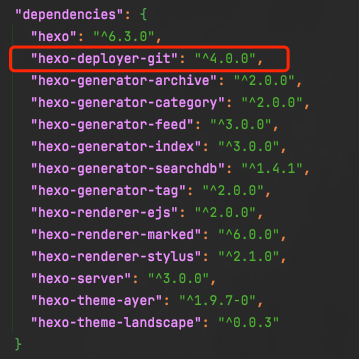 "dependencies": {
"hexo": "^6.3.0",
"hexo-deployer-git": "^4.0.0",
"hexo-generator-archive": "^2.0.0",
"hexo-generator-category": "^2.0.0",
"hexo-generator-feed": "^3.0.0",
"hexo-generator-index": "^3.0.0",
"hexo-generator-searchdb": "^1.4.1",
"hexo-generator-tag": "^2.0.0",
"hexo-renderer-ejs": "^2.0.0",
"hexo-renderer-marked": "^6.0.0",
"hexo-renderer-stylus": "^2.1.0",
"hexo-server": "^3.0.0",
"hexo-theme-ayer": "^1.9.7-0",
"hexo-theme-landscape": "^0.0.3"
}